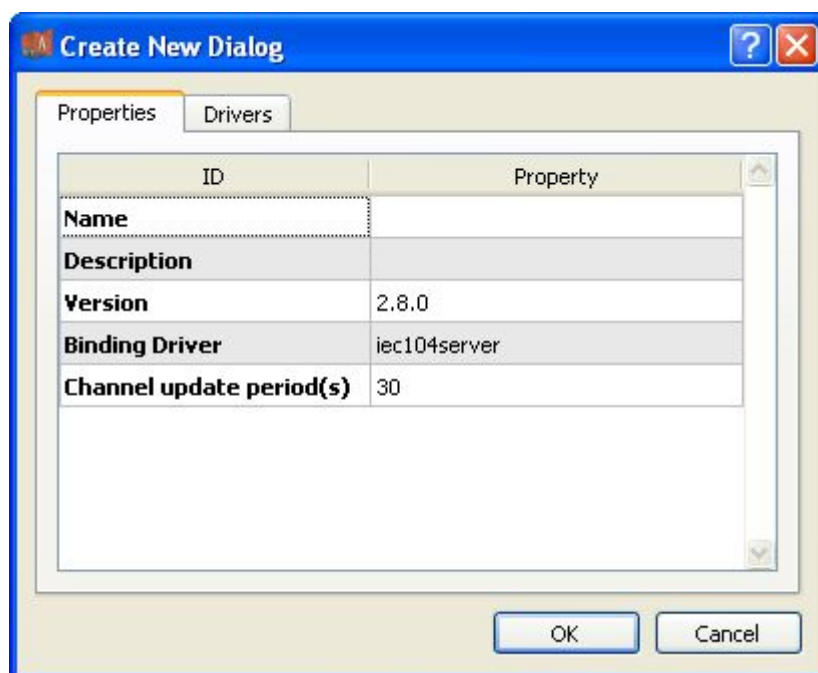 Create New Dialog
Properties Drivers
ID Property
Name
Description
Version 2.8.0
Binding Driver iec104server
Channel update period(s) 30
OK Cancel